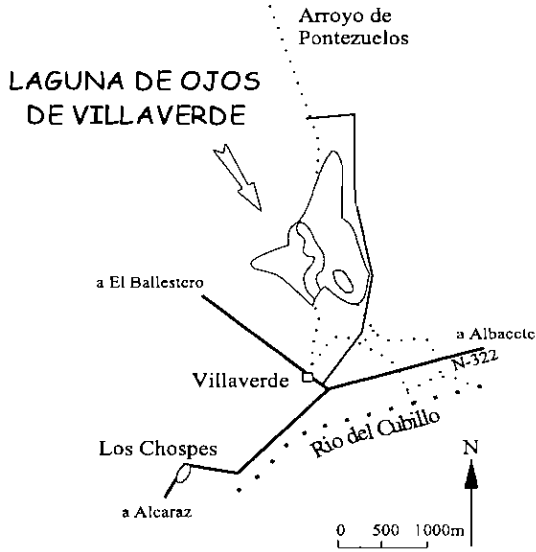 Arroyo de
Pontezuelos
LAGUNA DE OJOS
DE VILLAVERDE
a El Ballestero
a Albacete
N-322
Villaverde
Rio del Cubillo
Los Chospes
a Alcaraz
N
0 500 1000m